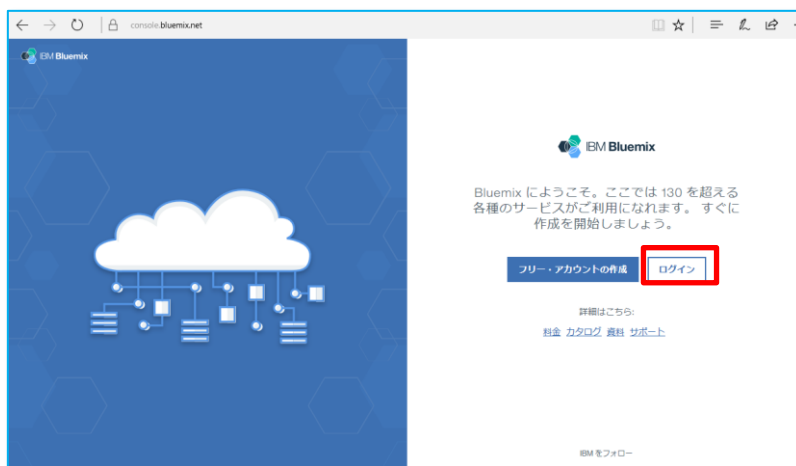 console.bluemix.net
IBM Bluemix
IBM Bluemix
Bluemix にようこそ。ここでは 130 を超える
各種のサービスがご利用になれます。 すぐに
作成を開始しましょう。
フリー・アカウントの作成 ログイン
詳細はこちら:
料金 カタログ 資料 サポート
IBM をフォロー